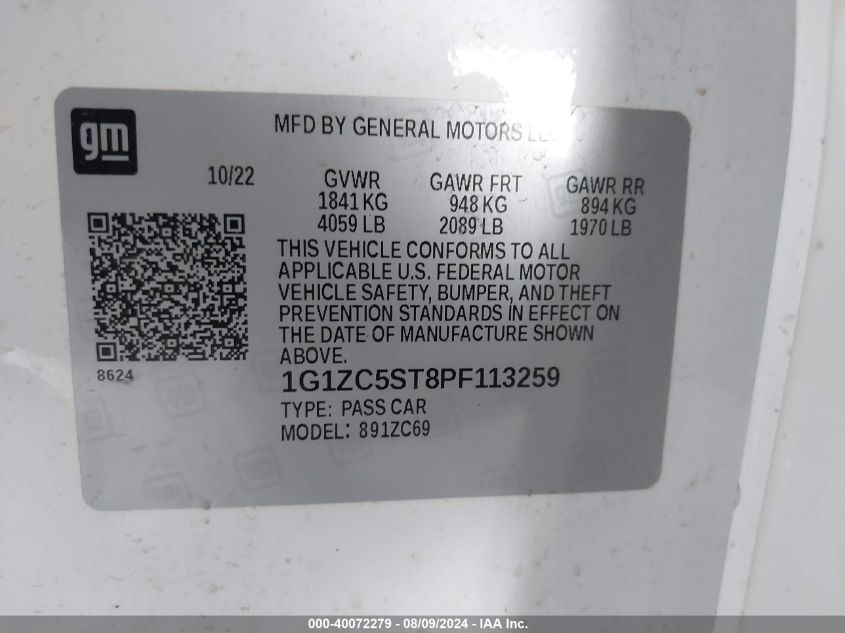 gm
MFD BY GENERAL MOTORS
10/22
GVWR GAWR FRT GAWR RR
1841 KG 948 KG 894 KG
4059 LB 2089 LB 1970 LB
THIS VEHICLE CONFORMS TO ALL
APPLICABLE U.S. FEDERAL MOTOR
VEHICLE SAFETY, BUMPER, AND THEFT
PREVENTION STANDARDS IN EFFECT ON
THE DATE OF MANUFACTURE SHOWN
ABOVE.
8624
1G1ZC5ST8PF113259
TYPE: PASS CAR
MODEL: 891ZC69
000-40072279 - 08/09/2024 - IAA Inc.